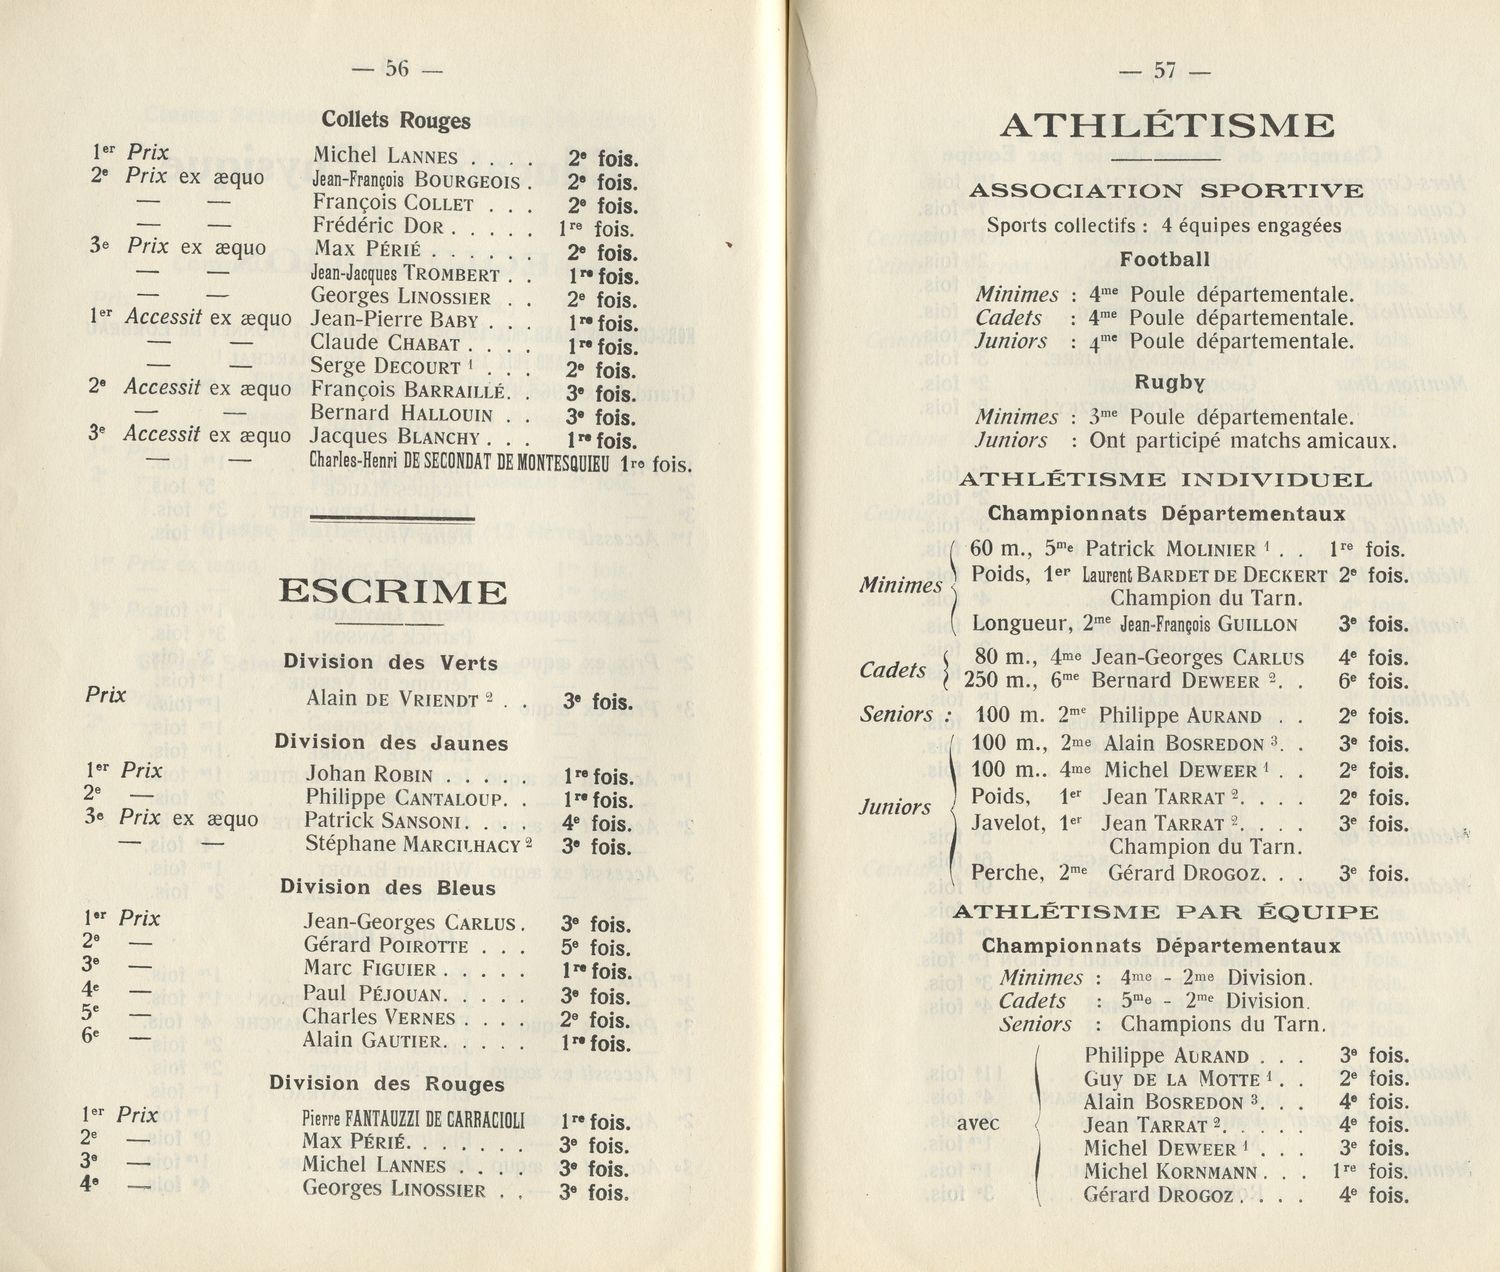 — 56 —
Collets Rouges
1er Prix Michel LANNES . . . . 2e fois.
2e Prix ex æquo Jean-François BOURGEOIS . 2e fois.
— — François COLLET . . . 2e fois.
— — Frédéric DOR . . . . . 1re fois.
3e Prix ex æquo Max PÉRIÉ . . . . . . 2e fois.
— — Jean-Jacques TROMBERT . . 1re fois.
— — Georges LINOSSIER . . 2e fois.
1er Accessit ex æquo Jean-Pierre BABY . . . 1re fois.
— — Claude CHABAT . . . . 1re fois.
— — Serge DECOURT 1 . . . 2e fois.
2e Accessit ex æquo François BARRAILLÉ. . 3e fois.
— — Bernard HALLOUIN . . 3e fois.
3e Accessit ex æquo Jacques BLANCHY . . . 1re fois.
— — Charles-Henri DE SECONDAT DE MONTESQUIEU 1re fois.
ESCRIME
Division des Verts
Prix Alain DE VRIENDT 2 . . 3e fois.
Division des Jaunes
1er Prix Johan ROBIN . . . . . 1re fois.
2e — Philippe CANTALOUP. . 1re fois.
3e Prix ex æquo Patrick SANSONI. . . . 4e fois.
— — Stéphane MARCILHACY 2 3e fois.
Division des Bleus
1er Prix Jean-Georges CARLUS . 3e fois.
2e — Gérard POIROTTE . . . 5e fois.
3e — Marc FIGUIER . . . . . 1re fois.
4e — Paul PÉJOUAN. . . . . 3e fois.
5e — Charles VERNES . . . . 2e fois.
6e — Alain GAUTIER. . . . . 1re fois.
Division des Rouges
1er Prix Pierre FANTAUZZI DE CARRACIOLI 1re fois.
2e — Max PÉRIÉ. . . . . . 3e fois.
3e — Michel LANNES . . . . 3e fois.
4e — Georges LINOSSIER . . 3e fois.
— 57 —
ATHLÉTISME
ASSOCIATION SPORTIVE
Sports collectifs : 4 équipes engagées
Football
Minimes : 4me Poule départementale.
Cadets : 4me Poule départementale.
Juniors : 4me Poule départementale.
Rugby
Minimes : 3me Poule départementale.
Juniors : Ont participé matchs amicaux.
ATHLÉTISME INDIVIDUEL
Championnats Départementaux
60 m., 5me Patrick MOLINIER 1 . . 1re fois.
Minimes Poids, 1er Laurent BARDET DE DECKERT 2e fois.
Champion du Tarn.
Longueur, 2me Jean-François GUILLON 3e fois.
Cadets 80 m., 4me Jean-Georges CARLUS 4e fois.
250 m., 6me Bernard DEWEER 2. . 6e fois.
Seniors : 100 m. 2me Philippe AURAND . . 2e fois.
100 m., 2me Alain BOSREDON 3. . 3e fois.
100 m.. 4me Michel DEWEER 1 . . 2e fois.
Juniors Poids, 1er Jean TARRAT 2. . . . 2e fois.
Javelot, 1er Jean TARRAT 2. . . . 3e fois.
Champion du Tarn.
Perche, 2me Gérard DROGOZ. . . 3e fois.
ATHLÉTISME PAR ÉQUIPE
Championnats Départementaux
Minimes : 4me - 2me Division.
Cadets : 5me - 2me Division.
Seniors : Champions du Tarn.
Philippe AURAND . . . 3e fois.
Guy DE LA MOTTE 1 . . 2e fois.
Alain BOSREDON 3. . . 4e fois.
avec Jean TARRAT 2. . . . . 4e fois.
Michel DEWEER 1 . . . 3e fois.
Michel KORNMANN . . . 1re fois.
Gérard DROGOZ . . . . 4e fois.